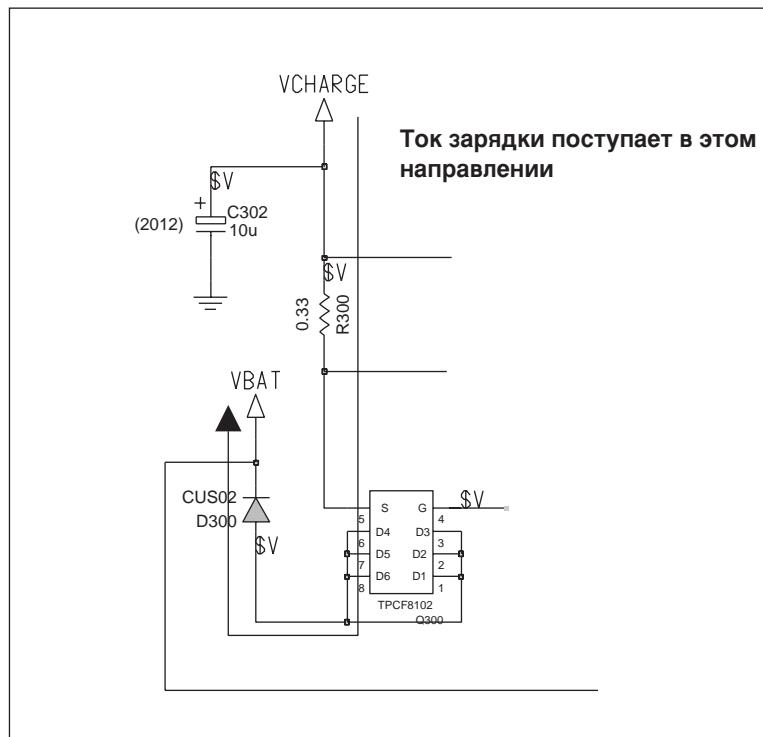 VCHARGE
Ток зарядки поступает в этом
направлении
$V
+
C302
(2012)
10u
$V
0.33
R300
VBAT
CUS02
D300
$V
S
G
$V
5
4
D4
D3
6
3
D5
D2
7
2
D6
D1
8
1
TPCF8102
Q300